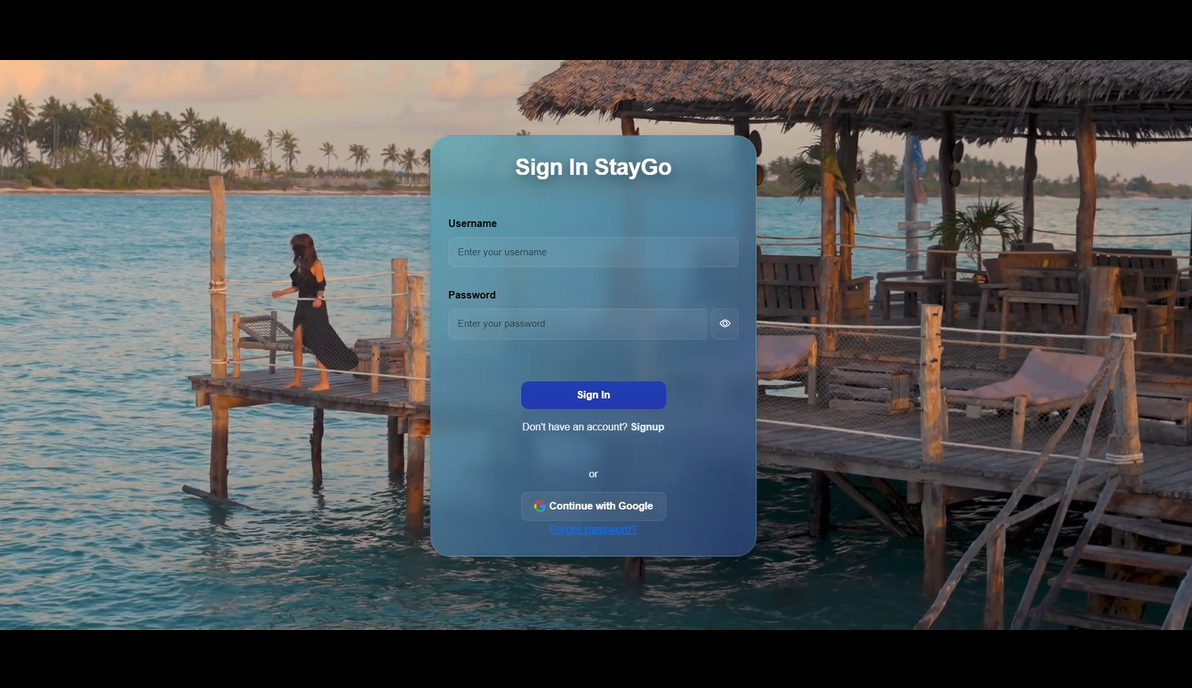 Sign In StayGo
Username
Enter your username
Password
Enter your password
Sign In
Don't have an account? Signup
or
Continue with Google
Forgot password?